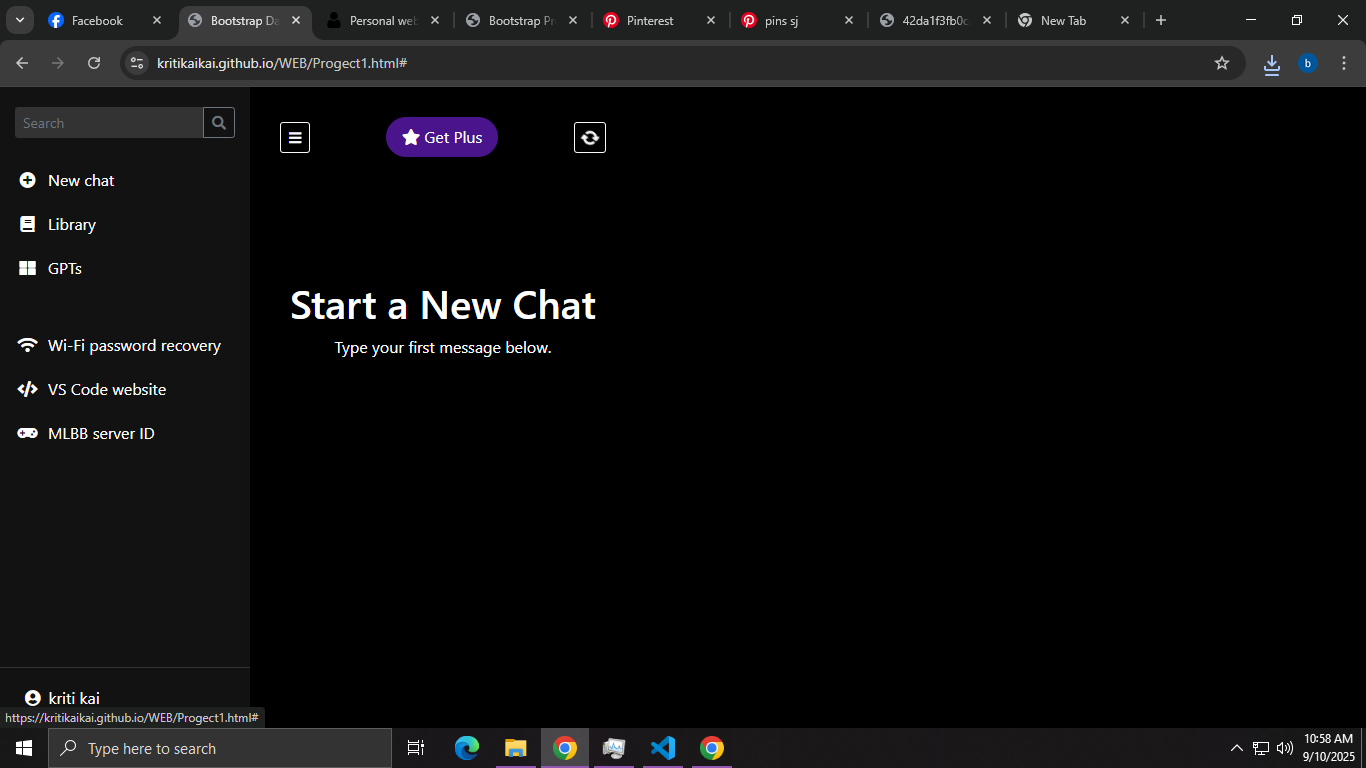 Facebook
Bootstrap Da
Personal web
Bootstrap Pr
Pinterest
pins sj
42da1f3fb0c
New Tab
kritikaikai.github.io/WEB/Progect1.html#
b
Search
Get Plus
New chat
Library
GPTs
Start a New Chat
Type your first message below.
Wi-Fi password recovery
VS Code website
MLBB server ID
kriti kai
https://kritikaikai.github.io/WEB/Progect1.html#
Type here to search
10:58 AM
9/10/2025